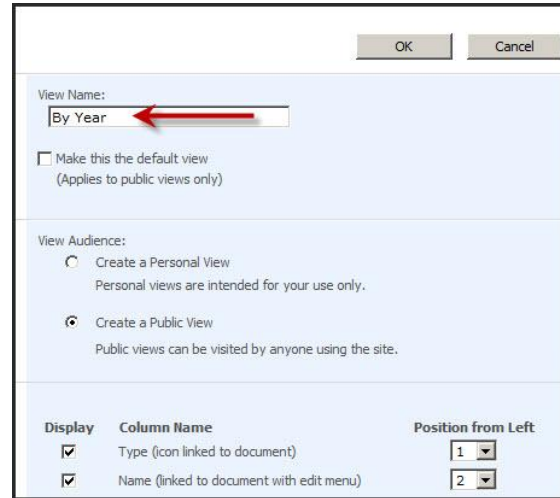 OK Cancel
View Name:
By Year
Make this the default view
(Applies to public views only)
View Audience:
Create a Personal View
Personal views are intended for your use only.
Create a Public View
Public views can be visited by anyone using the site.
Display Column Name Position from Left
Type (icon linked to document) 1
Name (linked to document with edit menu) 2